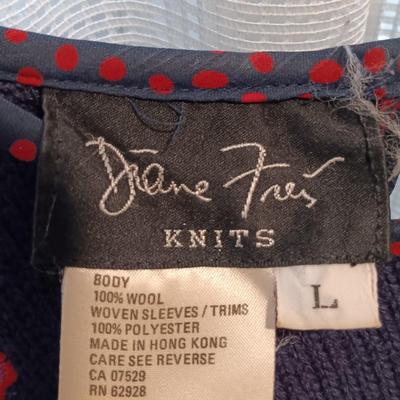 Diane Freś
KNITS
L
BODY
100% WOOL
WOVEN SLEEVES/TRIMS
100% POLYESTER
MADE IN HONG KONG
CARE SEE REVERSE
CA 07529
RN 62928